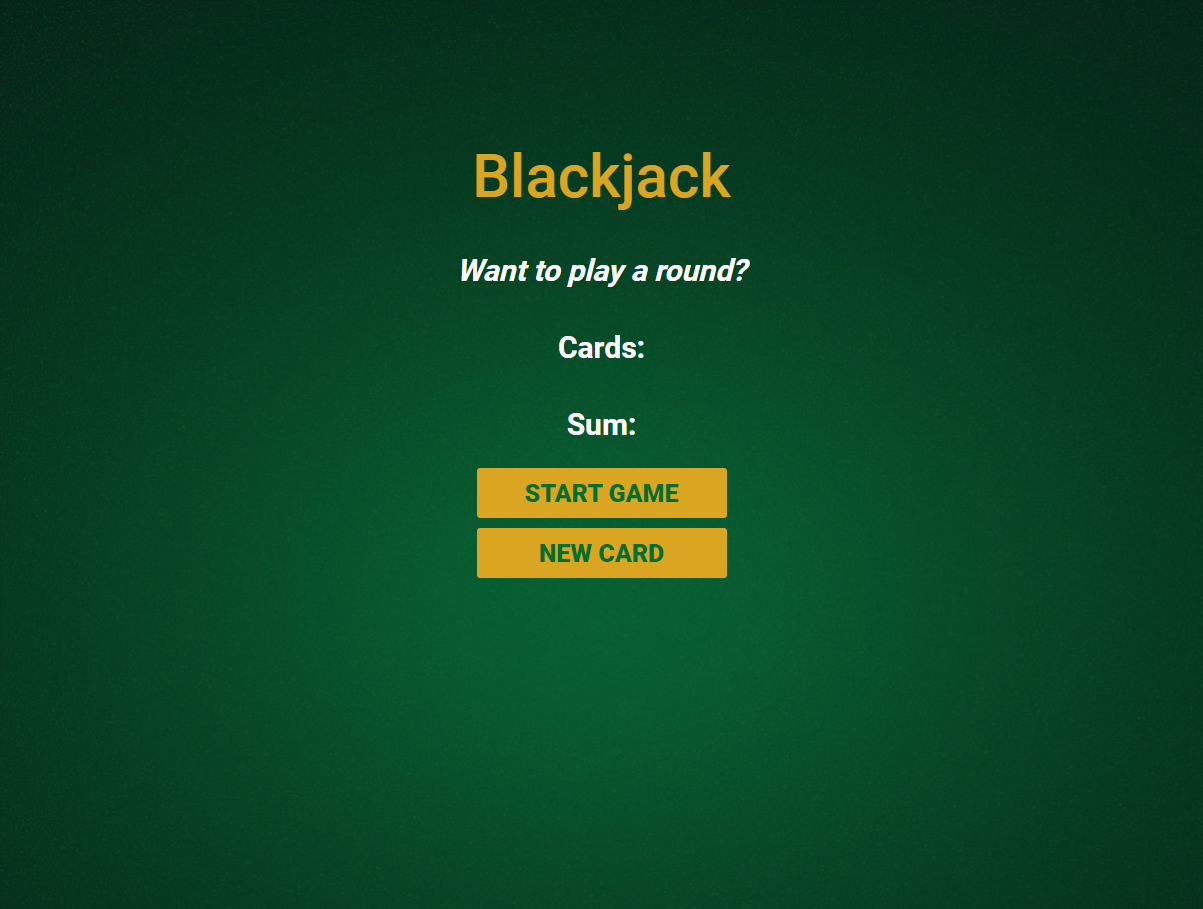 Blackjack
Want to play a round?
Cards:
Sum:
START GAME
NEW CARD